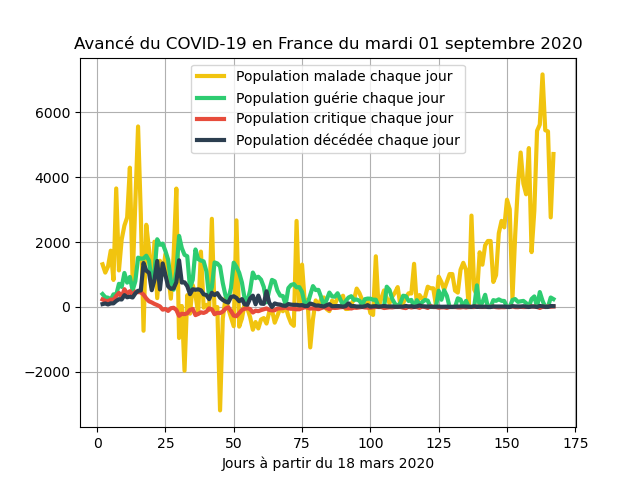 Avancé du COVID-19 en France du mardi 01 septembre 2020
Population malade chaque jour
Population guérie chaque jour
Population critique chaque jour
Population décédée chaque jour
6000
4000
2000
0
−2000
0 25 50 75 100 125 150 175
Jours à partir du 18 mars 2020